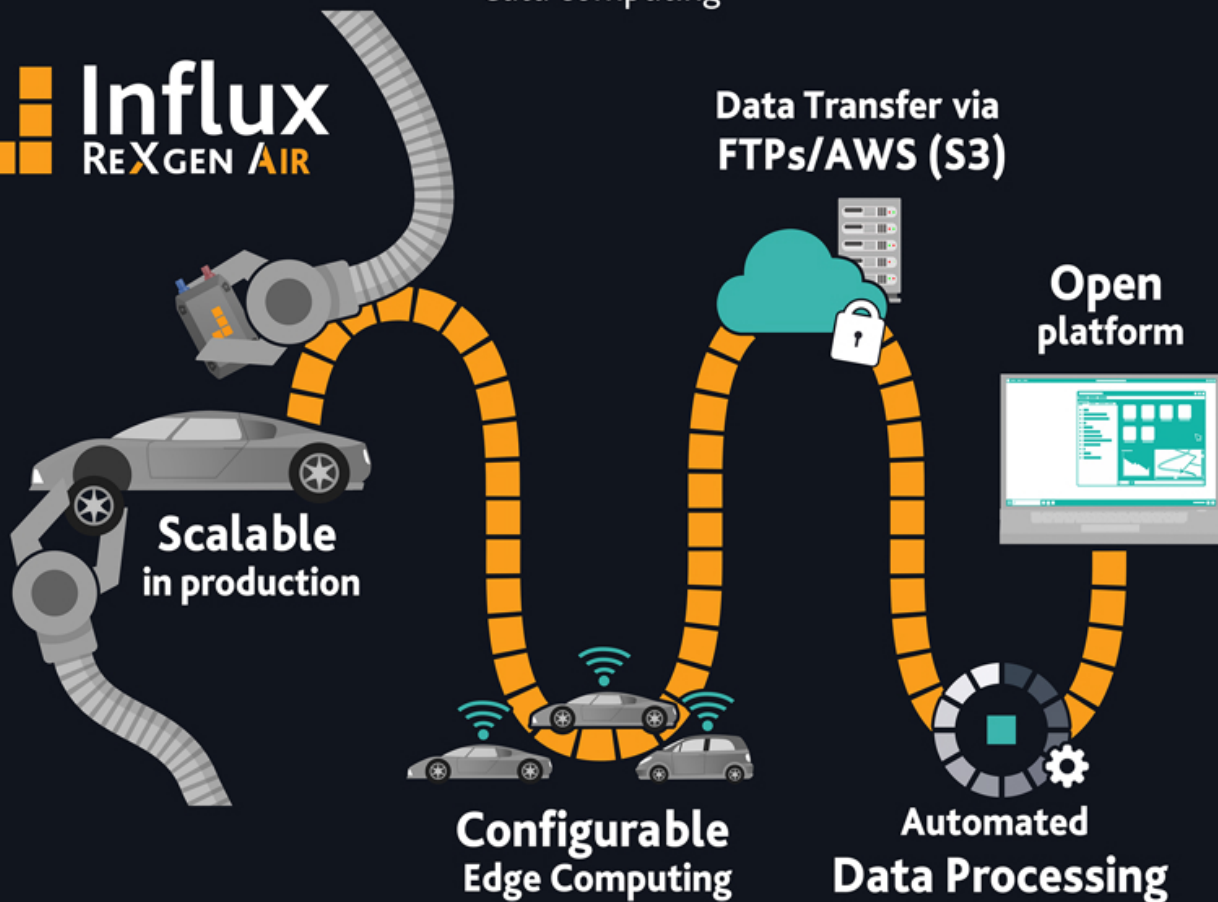 computing
Influx
REXGEN AIR
Data Transfer via
FTPs/AWS (S3)
Open
platform
Scalable
in production
Configurable
Edge Computing
Automated
Data Processing